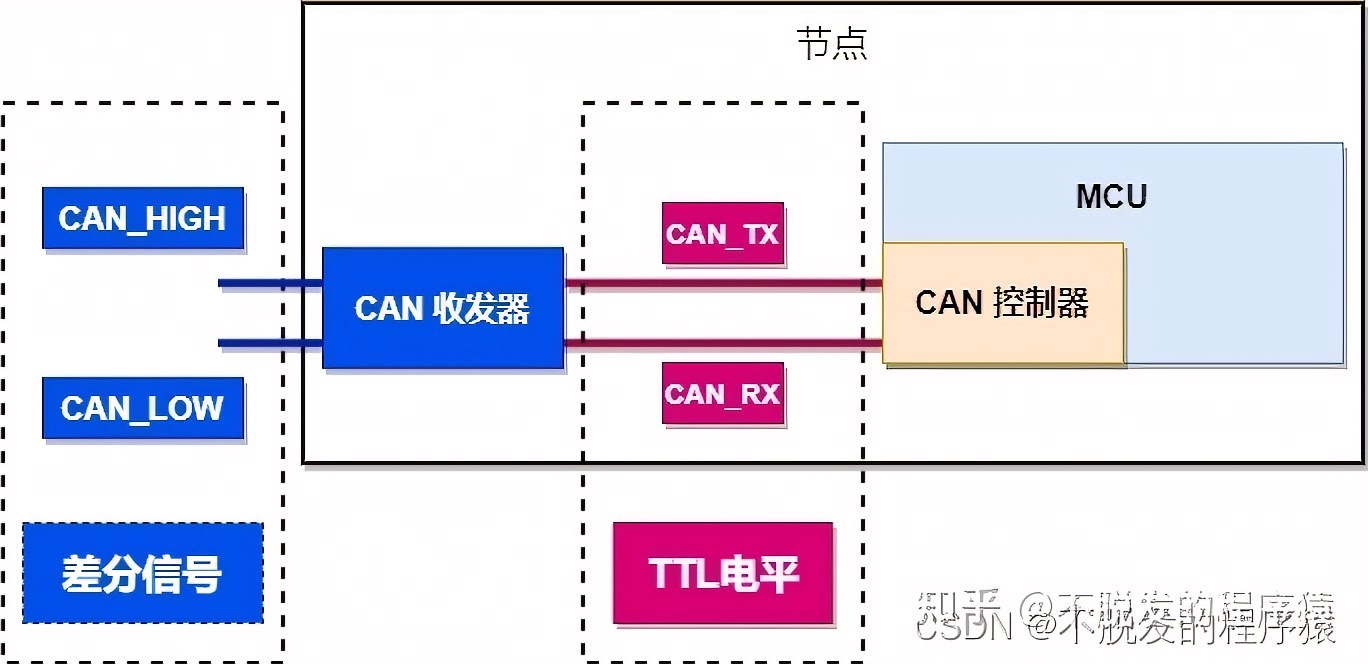 节点
CAN_HIGH
CAN_TX
MCU
CAN 收发器
CAN 控制器
CAN_LOW
CAN_RX
差分信号
TTL电平
知乎 @不脱发的程序猿
CSDN @不脱发的程序猿